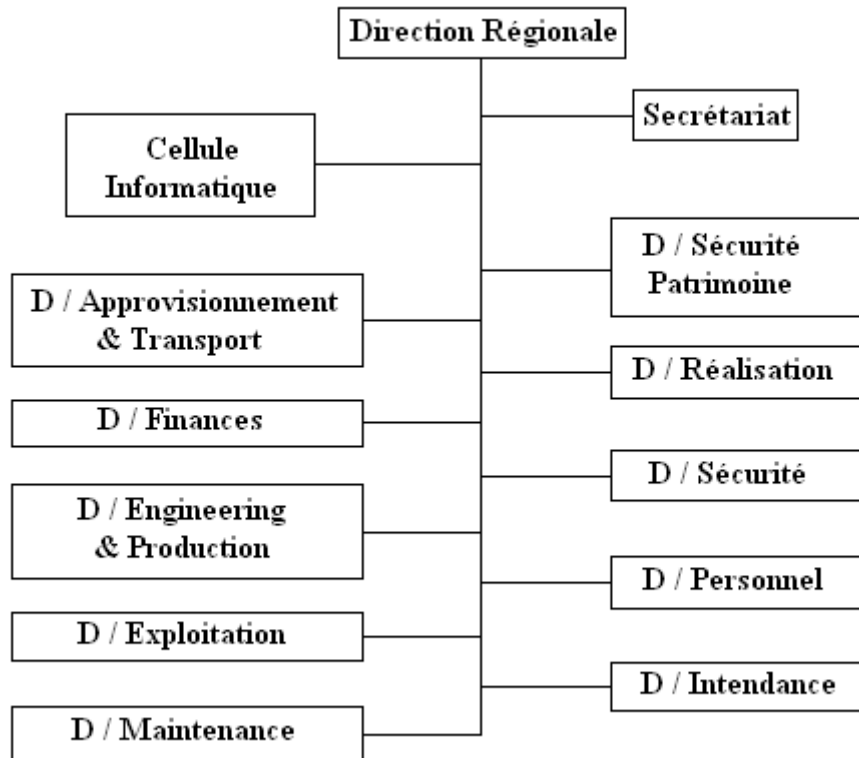 Direction Régionale
Secrétariat
Cellule
Informatique
D / Sécurité
Patrimoine
D / Approvisionnement
& Transport
D / Réalisation
D / Finances
D / Sécurité
D / Engineering
& Production
D / Personnel
D / Exploitation
D / Intendance
D / Maintenance